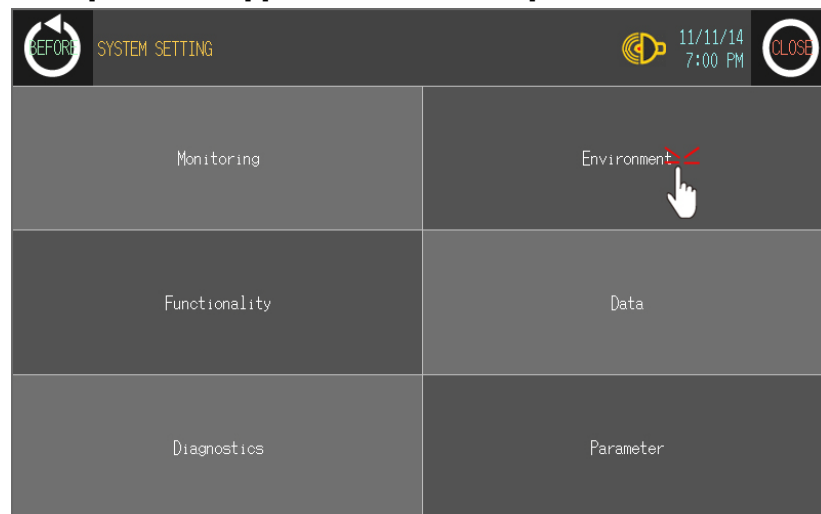 BEFORE
SYSTEM SETTING
11/11/14
7:00 PM
CLOSE
Monitoring
Environment
Functionality
Data
Diagnostics
Parameter